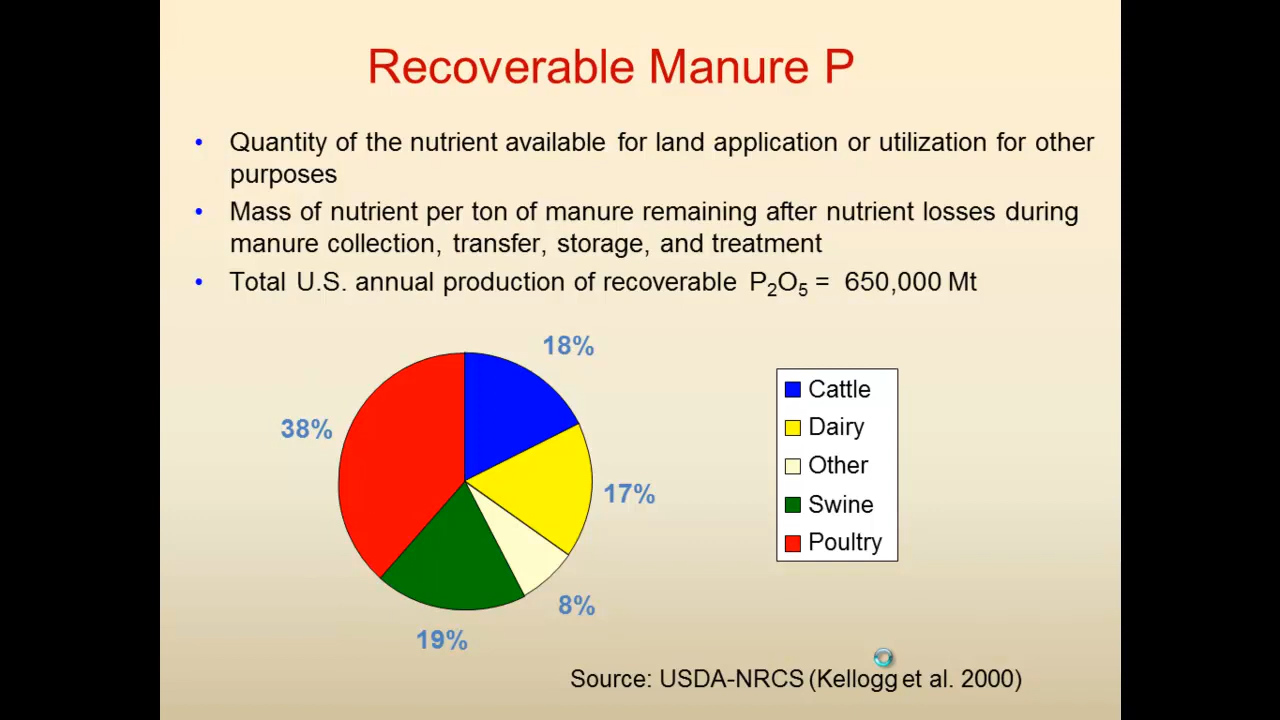 Recoverable Manure P
• Quantity of the nutrient available for land application or utilization for other
purposes
• Mass of nutrient per ton of manure remaining after nutrient losses during
manure collection, transfer, storage, and treatment
• Total U.S. annual production of recoverable P₂O₅ = 650,000 Mt
18%
38%
17%
8%
19%
Cattle
Dairy
Other
Swine
Poultry
Source: USDA-NRCS (Kellogg et al. 2000)